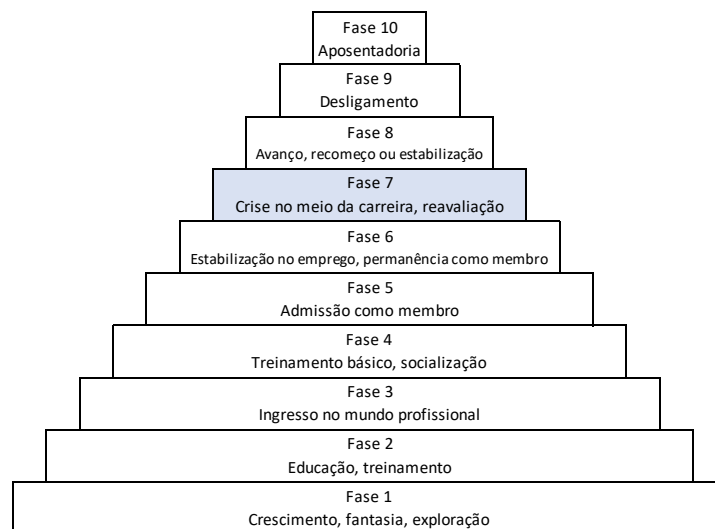 Fase 10
Aposentadoria
Fase 9
Desligamento
Fase 8
Avanço, recomeço ou estabilização
Fase 7
Crise no meio da carreira, reavaliação
Fase 6
Estabilização no emprego, permanência como membro
Fase 5
Admissão como membro
Fase 4
Treinamento básico, socialização
Fase 3
Ingresso no mundo profissional
Fase 2
Educação, treinamento
Fase 1
Crescimento, fantasia, exploração